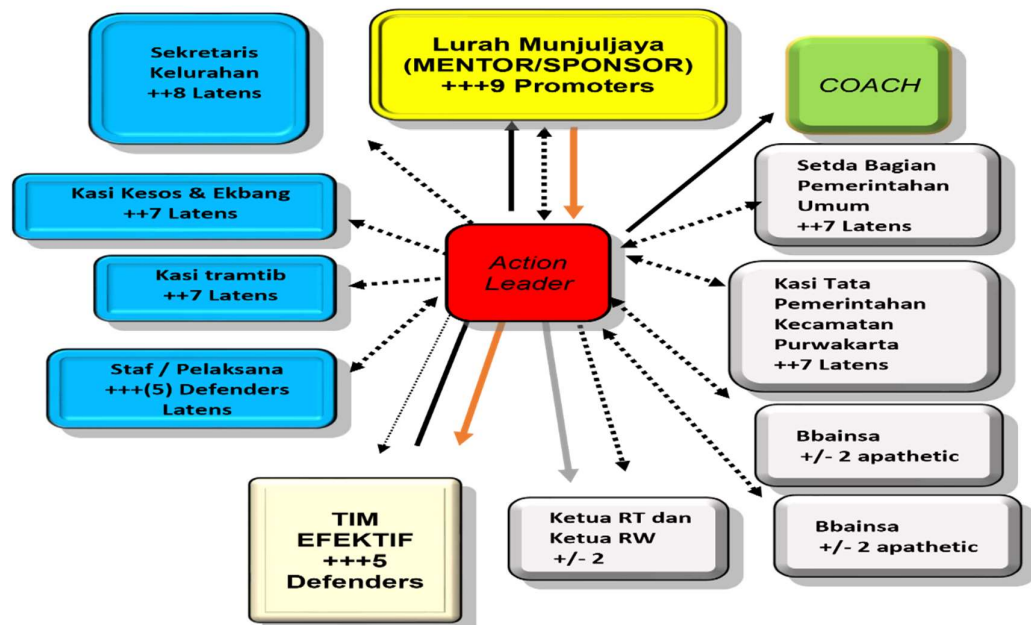 Sekretaris
Kelurahan
++8 Latens
Lurah Munjuljaya
(MENTOR/SPONSOR)
+++9 Promoters
COACH
Kasi Kesos & Ekbang
++7 Latens
Setda Bagian
Pemerintahan
Umum
++7 Latens
Kasi tramtib
++7 Latens
Action
Leader
Kasi Tata
Pemerintahan
Kecamatan
Purwakarta
++7 Latens
Staf / Pelaksana
+++(5) Defenders
Latens
Bbainsa
+/- 2 apathetic
TIM
EFEKTIF
+++5
Defenders
Ketua RT dan
Ketua RW
+/- 2
Bbainsa
+/- 2 apathetic